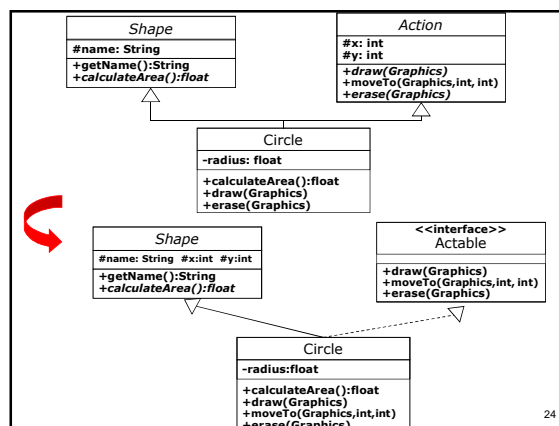 Shape
#name: String
+getName():String
+calculateArea():float
Action
#x: int
#y: int
+draw(Graphics)
+moveTo(Graphics,int, int)
+erase(Graphics)
Circle
-radius: float
+calculateArea():float
+draw(Graphics)
+erase(Graphics)
Shape
#name: String #x:int #y:int
+getName():String
+calculateArea():float
<<interface>>
Actable
+draw(Graphics)
+moveTo(Graphics,int, int)
+erase(Graphics)
Circle
-radius:float
+calculateArea():float
+draw(Graphics)
+moveTo(Graphics,int,int)
+erase(Graphics)
24